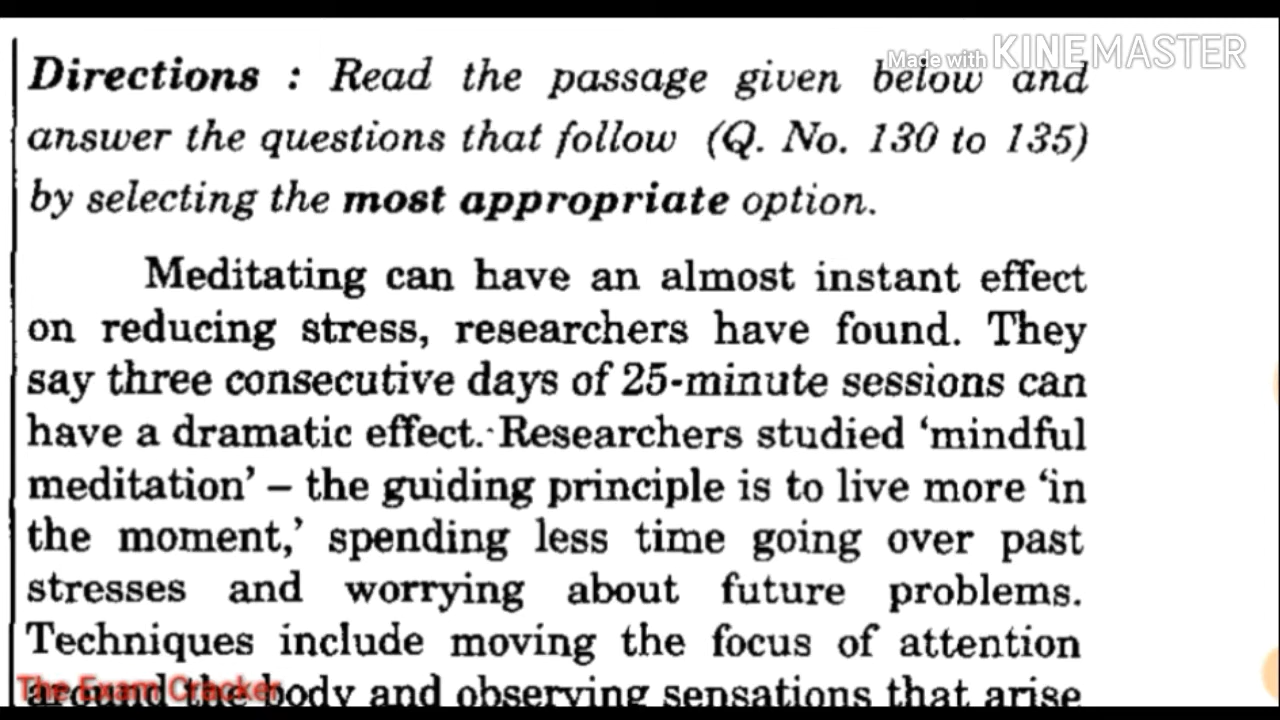 Made with KINEMASTER
Directions : Read the passage given below and
answer the questions that follow (Q. No. 130 to 135)
by selecting the most appropriate option.
Meditating can have an almost instant effect
on reducing stress, researchers have found. They
say three consecutive days of 25-minute sessions can
have a dramatic effect. Researchers studied ‘mindful
meditation’ – the guiding principle is to live more ‘in
the moment,’ spending less time going over past
stresses and worrying about future problems.
Techniques include moving the focus of attention
around the body and observing sensations that arise
The Exam Cracker